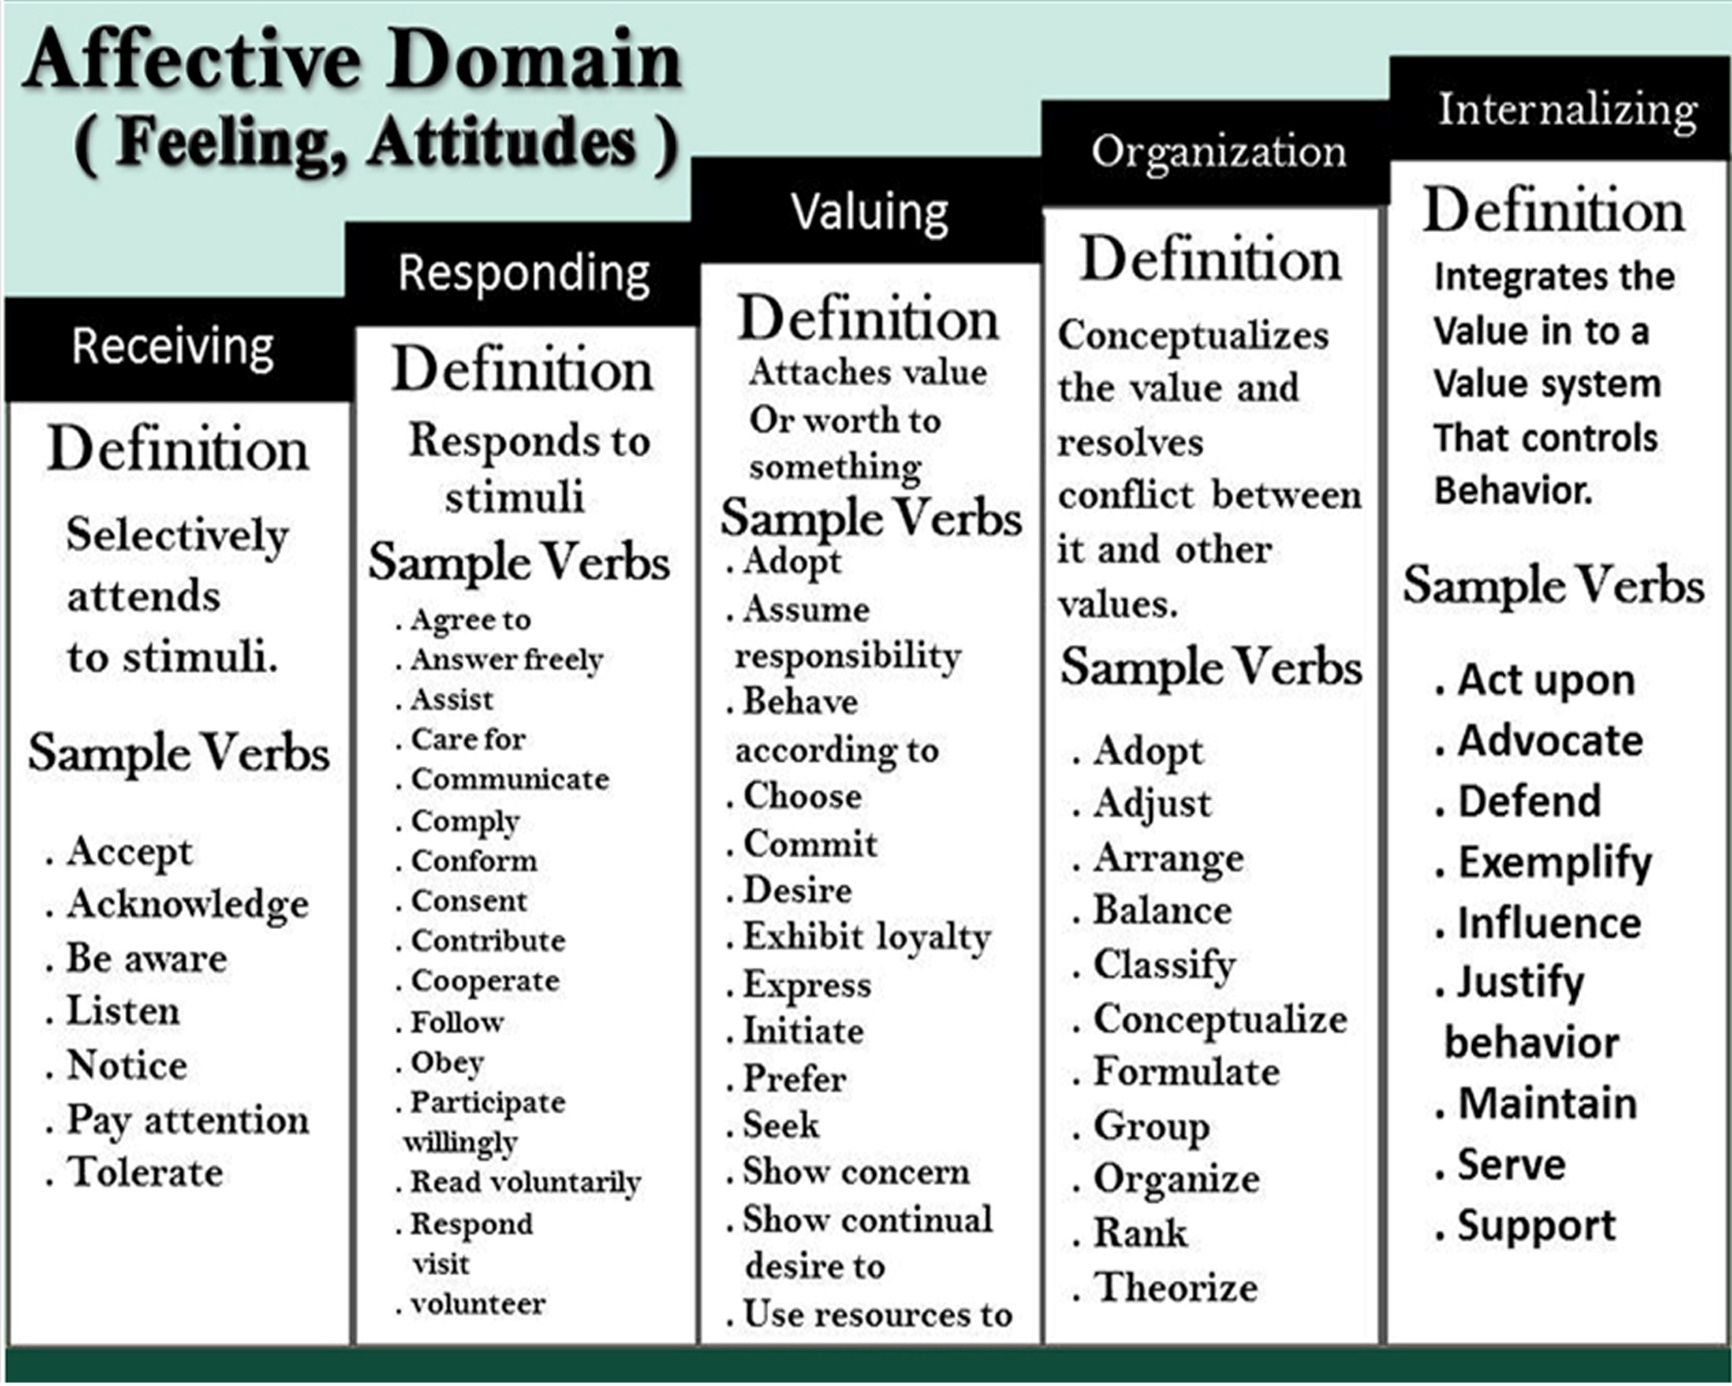 Affective Domain
( Feeling, Attitudes )
Receiving
Definition
Selectively
attends
to stimuli.
Sample Verbs
. Accept
. Acknowledge
. Be aware
. Listen
. Notice
. Pay attention
. Tolerate
Responding
Definition
Responds to
stimuli
Sample Verbs
. Agree to
. Answer freely
. Assist
. Care for
. Communicate
. Comply
. Conform
. Consent
. Contribute
. Cooperate
. Follow
. Obey
. Participate
willingly
. Read voluntarily
. Respond
visit
. volunteer
Valuing
Definition
Attaches value
Or worth to
something
Sample Verbs
. Adopt
. Assume
responsibility
. Behave
according to
. Choose
. Commit
. Desire
. Exhibit loyalty
. Express
. Initiate
. Prefer
. Seek
. Show concern
. Show continual
desire to
. Use resources to
Organization
Definition
Conceptualizes
the value and
resolves
conflict between
it and other
values.
Sample Verbs
. Adopt
. Adjust
. Arrange
. Balance
. Classify
. Conceptualize
. Formulate
. Group
. Organize
. Rank
. Theorize
Internalizing
Definition
Integrates the
Value in to a
Value system
That controls
Behavior.
Sample Verbs
. Act upon
. Advocate
. Defend
. Exemplify
. Influence
. Justify
behavior
. Maintain
. Serve
. Support